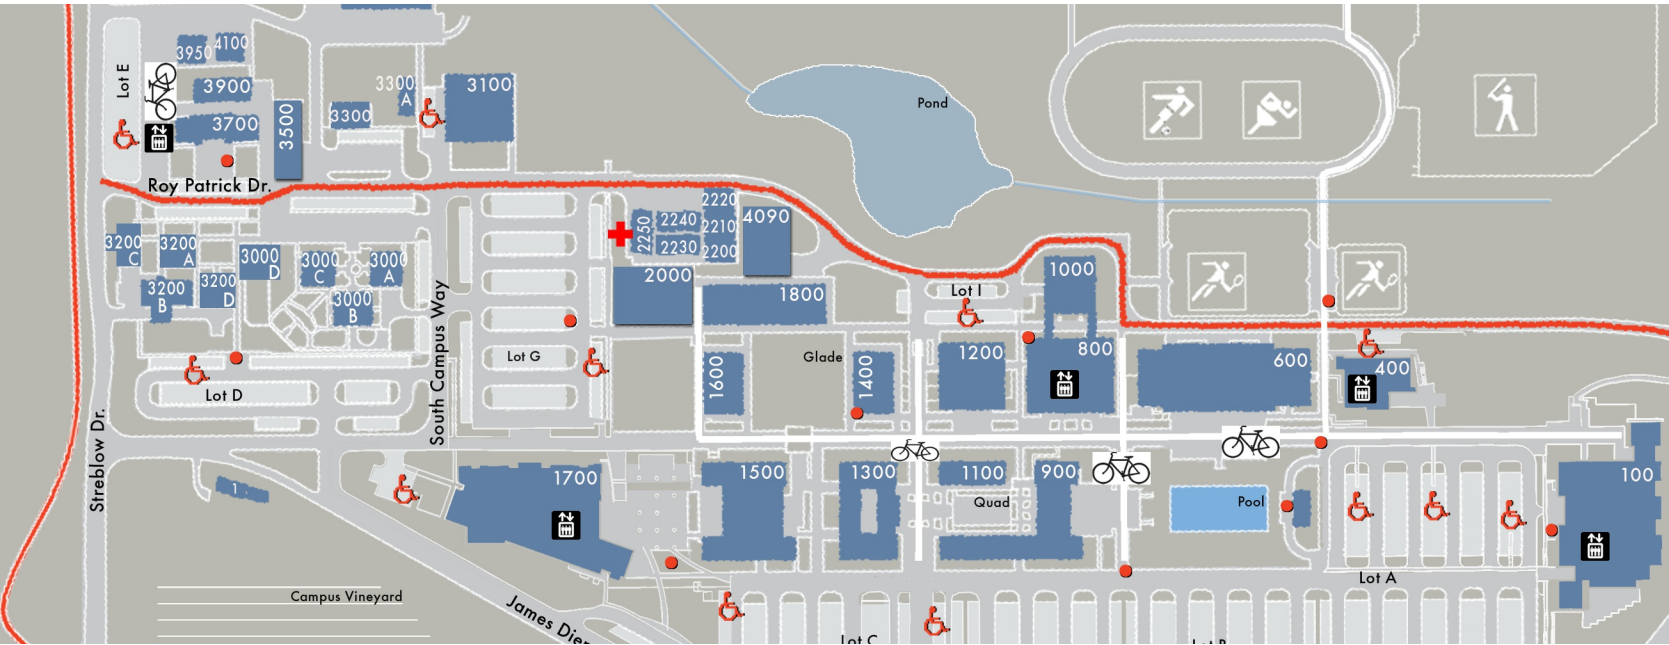 Lot E
3950
4100
3900
3700
3500
3300
3300
A
3100
Pond
Roy Patrick Dr.
3200
C
3200
A
3200
B
3200
D
3000
D
3000
C
3000
A
3000
B
South Campus Way
Lot G
Lot D
Streblow Dr.
2250
2240
2230
2220
2210
2200
4090
2000
1800
1600
Glade
1400
Lot I
1000
1200
800
600
400
1
1700
1500
1300
1100
900
Quad
Pool
100
Lot A
Campus Vineyard
James Dier
Lot C